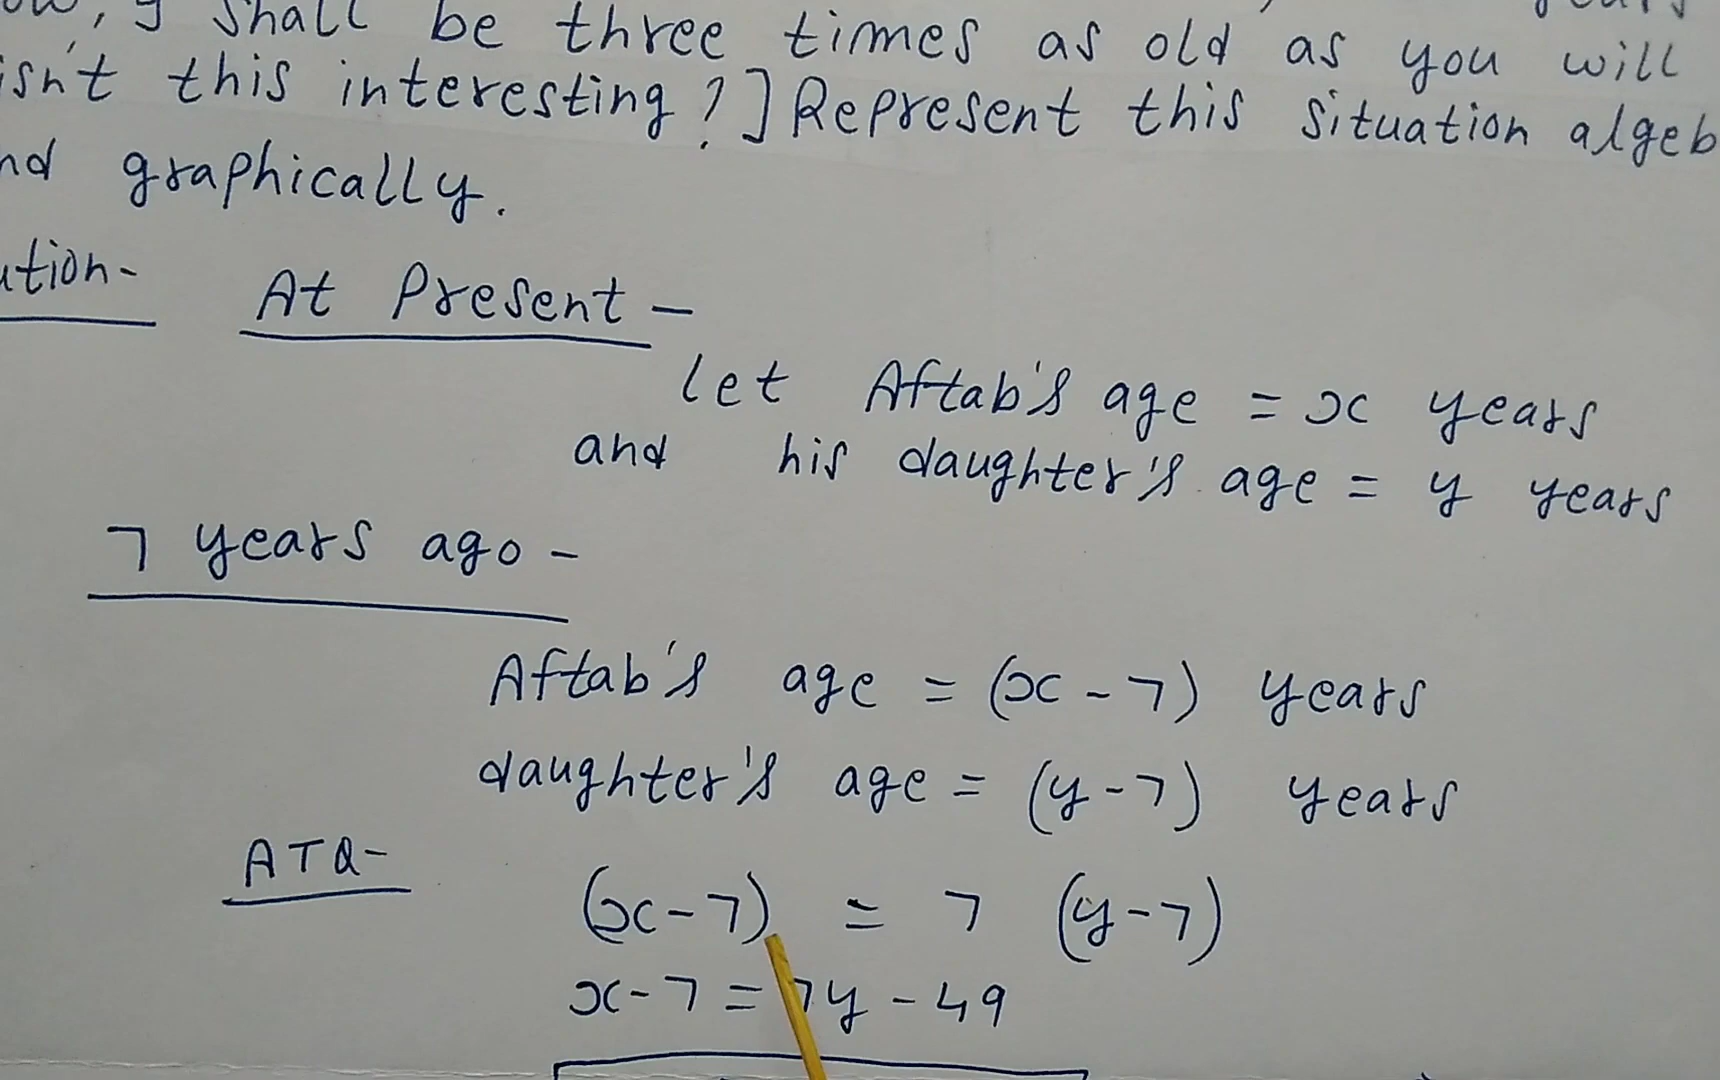 I shall be three times as old as you will
isn't this interesting?] Represent this situation algeb
graphically.
At Present -
let Aftab's age = x years
and his daughter's age = y years
7 years ago -
Aftab's age = (x - 7) years
daughter's age = (y - 7) years
ATQ-
(x - 7) = 7 (y - 7)
x - 7 = 7y - 49